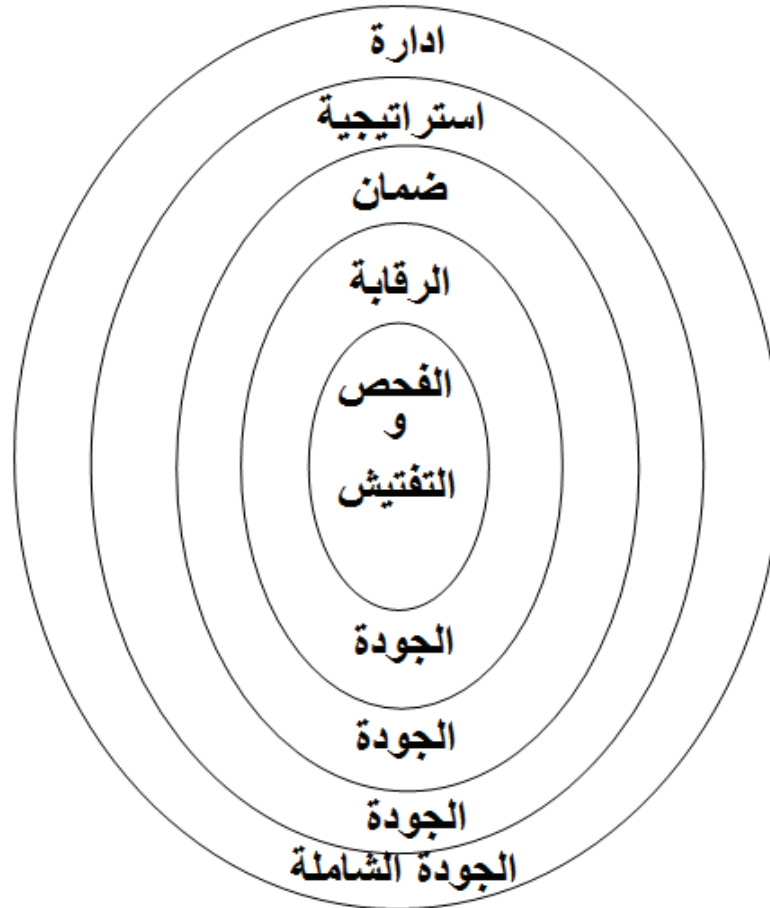 ادارة
استراتيجية
ضمان
الرقابة
الفحص
و
التفتيش
الجودة
الجودة
الجودة
الجودة الشاملة